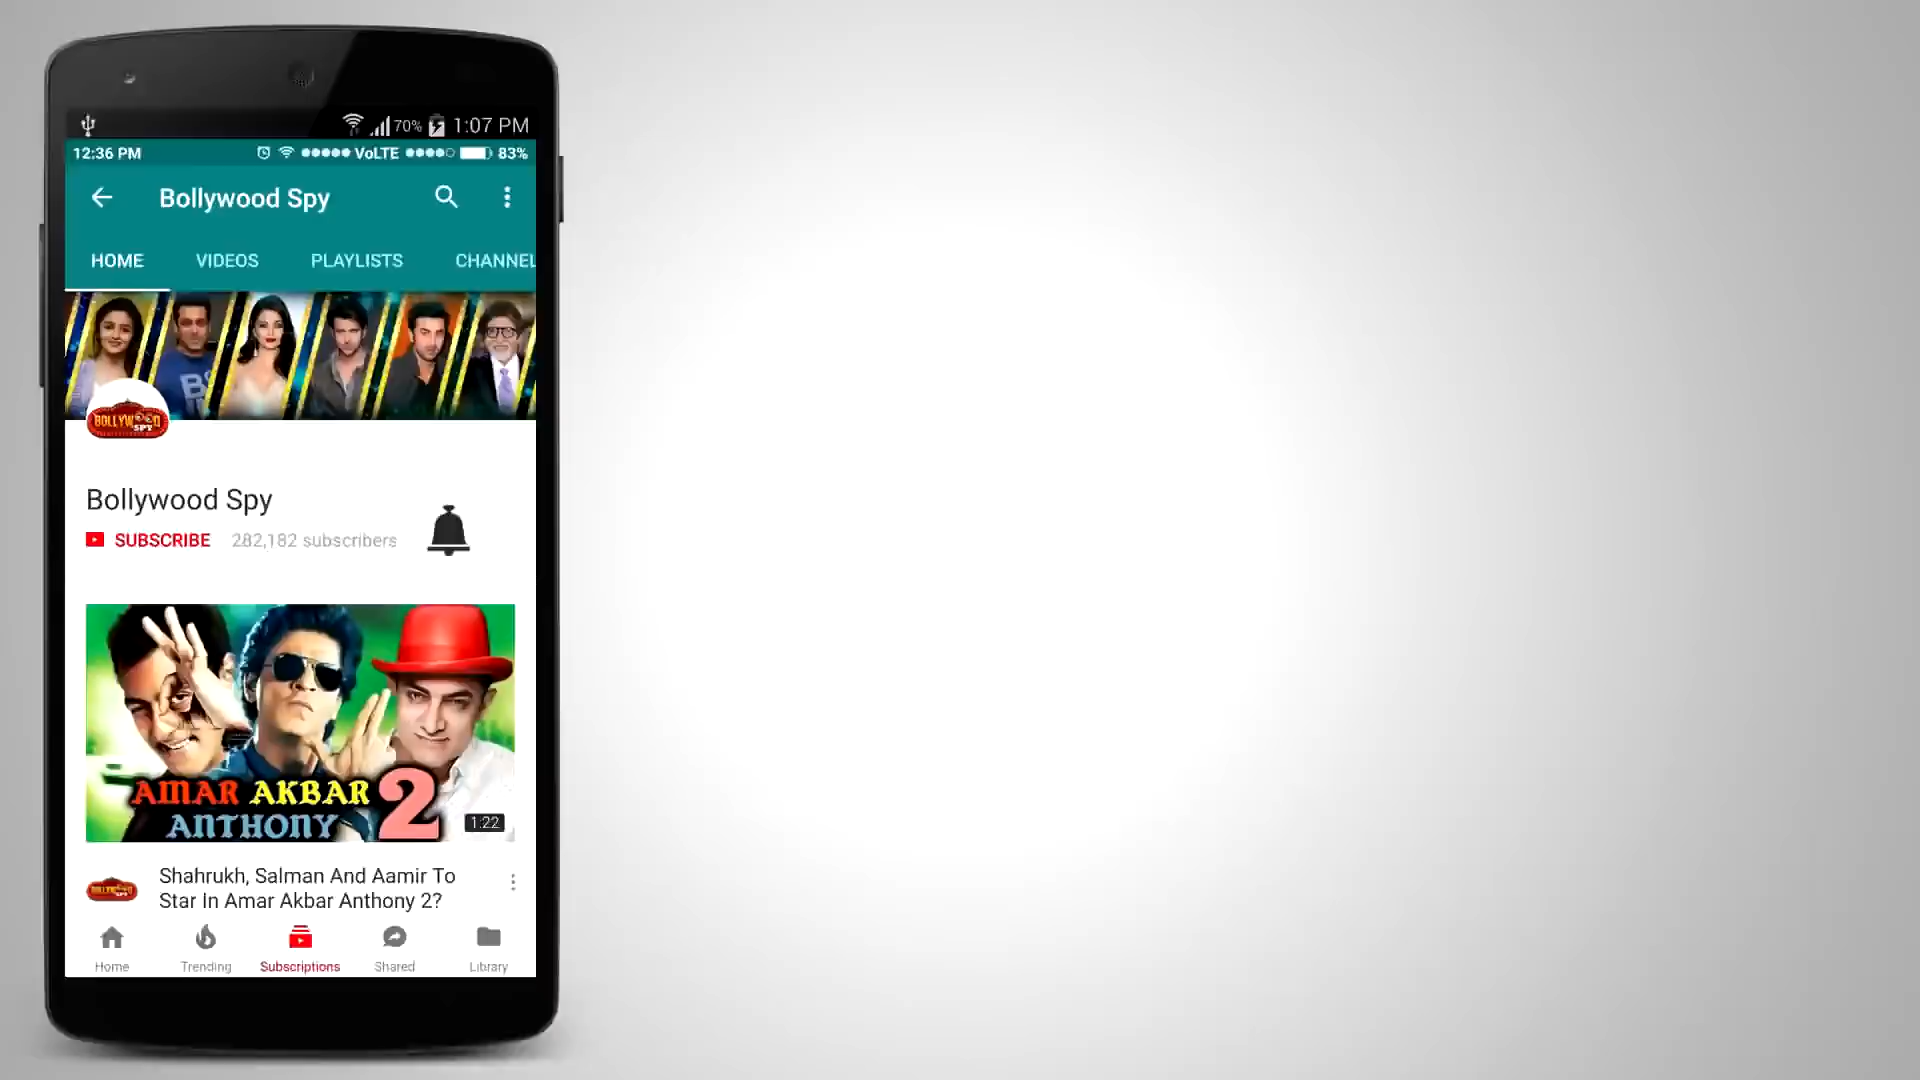 70% 1:07 PM
12:36 PM VoLTE 83%
Bollywood Spy
HOME VIDEOS PLAYLISTS CHANNEL
BOLLYWOOD
SPY
Bollywood Spy
SUBSCRIBE 282,182 subscribers
AMAR AKBAR 2
ANTHONY
1:22
Shahrukh, Salman And Aamir To
Star In Amar Akbar Anthony 2?
Home Trending Subscriptions Shared Library